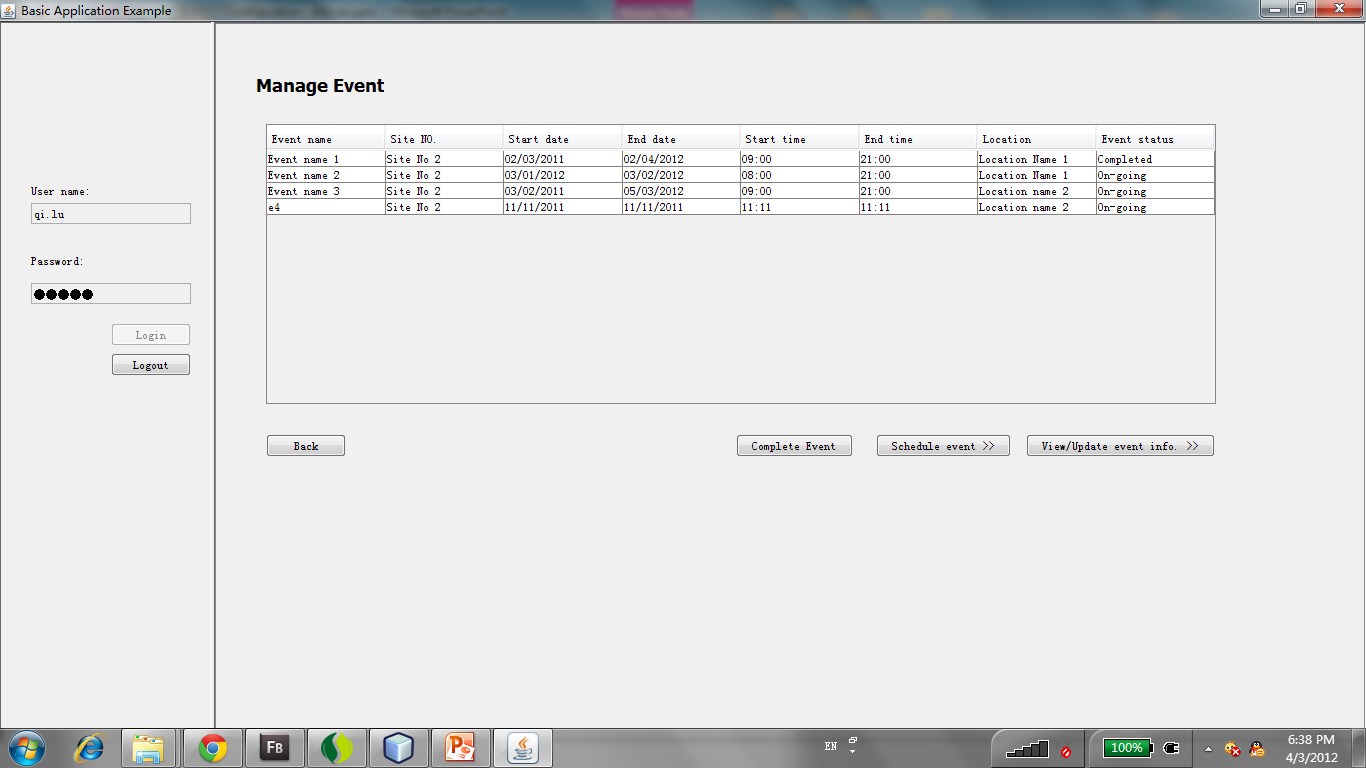 Basic Application Example
Manage Event
Event name Site NO. Start date End date Start time End time Location Event status
Event name 1 Site No 2 02/03/2011 02/04/2012 09:00 21:00 Location Name 1 Completed
Event name 2 Site No 2 03/01/2012 03/02/2012 08:00 21:00 Location Name 1 On-going
Event name 3 Site No 2 03/02/2011 05/03/2012 09:00 21:00 Location name 2 On-going
e4 Site No 2 11/11/2011 11/11/2011 11:11 11:11 Location name 2 On-going
User name:
qi.lu
Password:
Login
Logout
Back Complete Event Schedule event >> View/Update event info. >>
FB
EN
100%
6:38 PM
4/3/2012